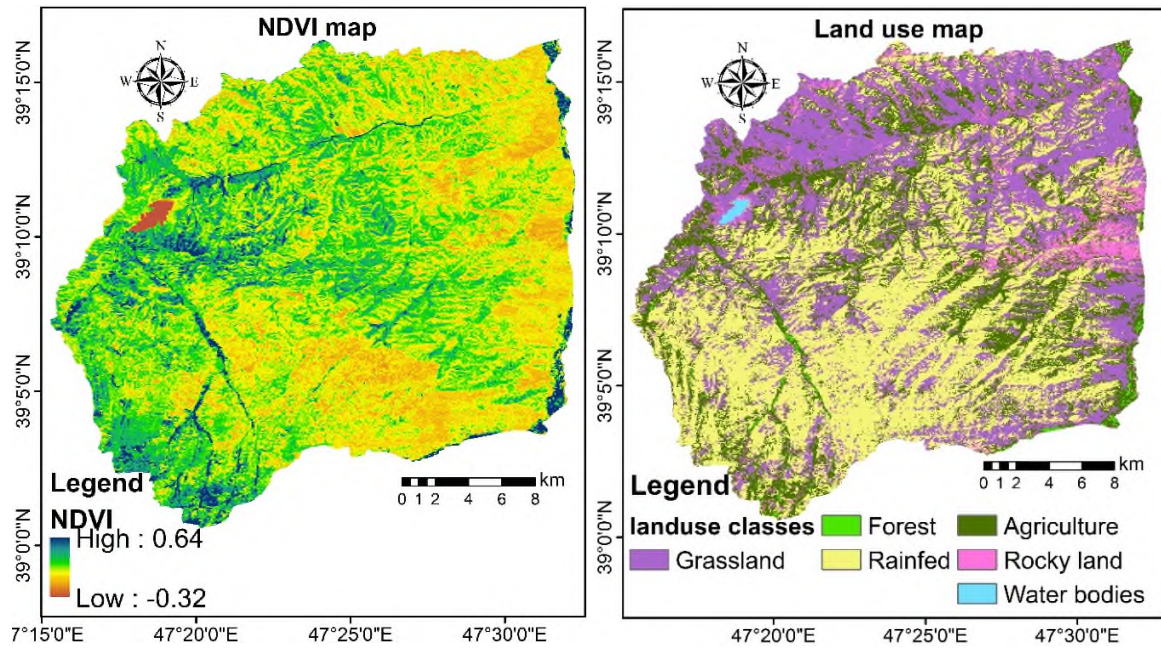 NDVI map
N
W E
S
39°15'0"N
39°10'0"N
39°5'0"N
39°0'0"N
Legend
NDVI
High : 0.64
Low : -0.32
km
0 1 2 4 6 8
7°15'0"E 47°20'0"E 47°25'0"E 47°30'0"E
Land use map
N
W E
S
39°15'0"N
39°10'0"N
39°5'0"N
39°0'0"N
km
0 1 2 4 6 8
Legend
landuse classes Forest Agriculture
Grassland Rainfed Rocky land
Water bodies
47°20'0"E 47°25'0"E 47°30'0"E